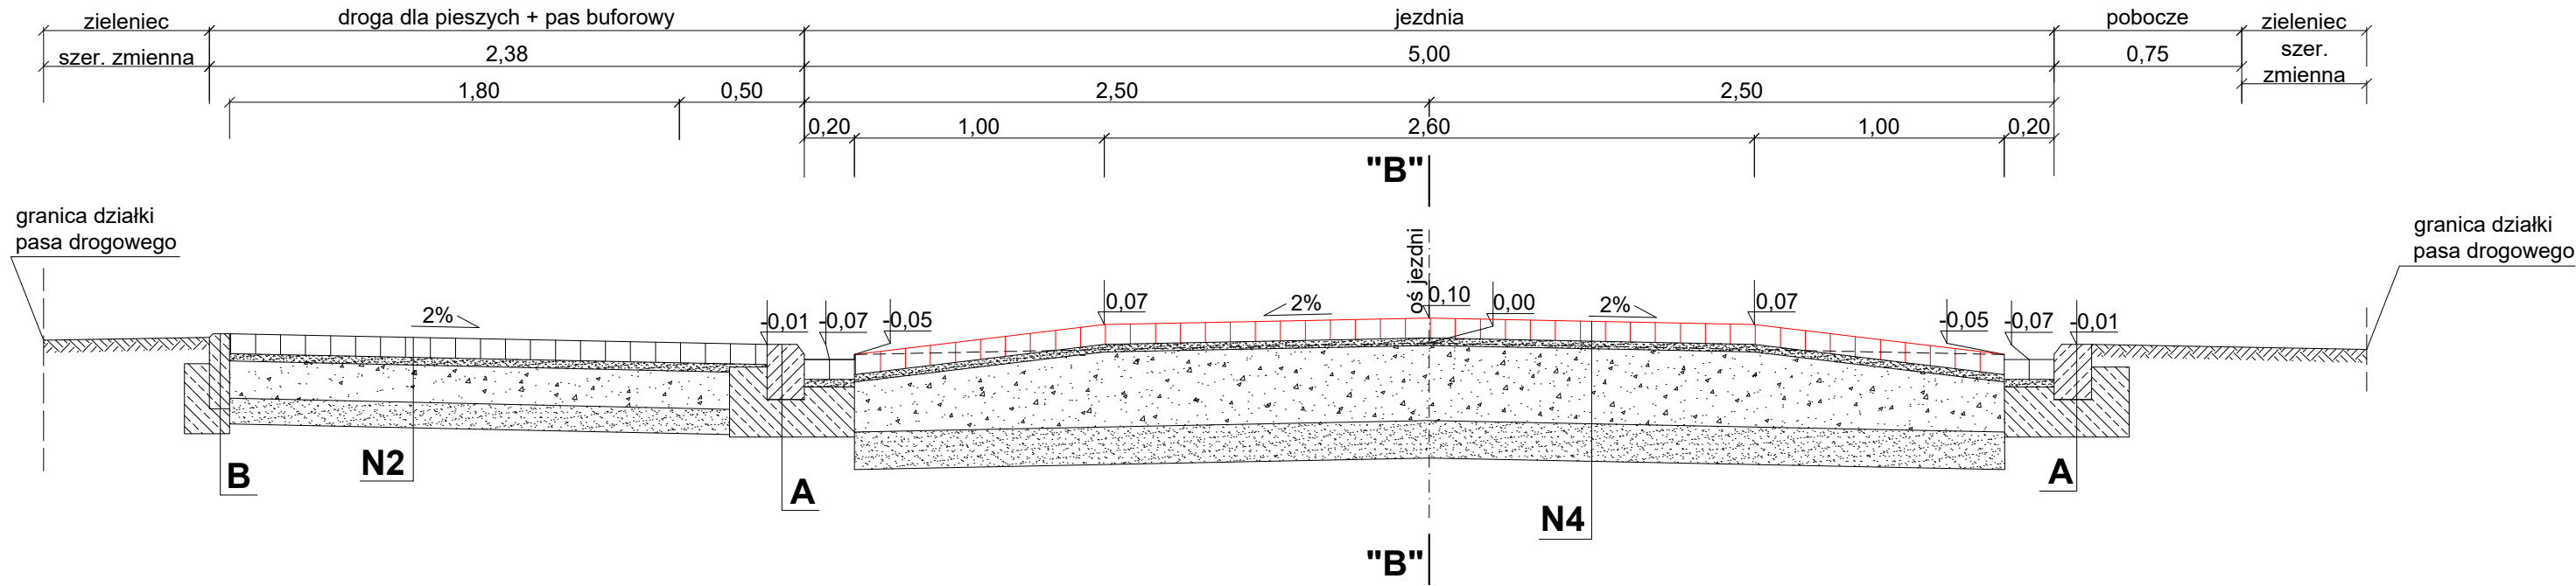 zieleniec droga dla pieszych + pas buforowy jezdnia pobocze zieleniec
szer. zmienna 2,38 5,00 0,75 szer.
zmienna
1,80 0,50 2,50 2,50
0,20 1,00 2,60 1,00 0,20
"B"
granica działki
pasa drogowego
granica działki
pasa drogowego
oś jezdni
2% -0,01 -0,07 -0,05 0,07 2% 0,10 0,00 2% 0,07 -0,05 -0,07 -0,01
B N2 A N4 A
"B"